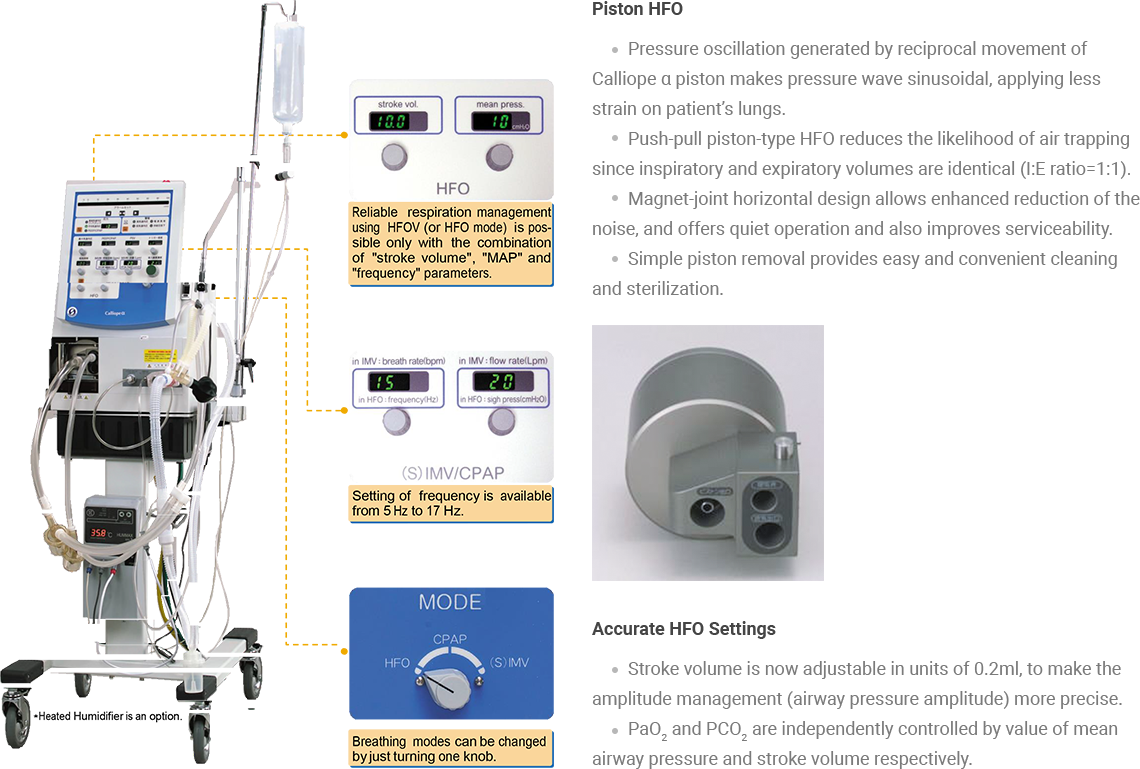 stroke vol.
mean press.
10.0
10 cmH2O
HFO
Reliable respiration management
using HFOV (or HFO mode) is pos-
sible only with the combination
of "stroke volume", "MAP" and
"frequency" parameters.
in IMV : breath rate(bpm)
in IMV : flow rate(Lpm)
15
20
in HFO : frequency(Hz)
in HFO : sigh press(cmH2O)
(S)IMV/CPAP
Setting of frequency is available
from 5 Hz to 17 Hz.
MODE
CPAP
HFO
(S)IMV
Breathing modes can be changed
by just turning one knob.
HFO
Calliope α
35.8 °C
•Heated Humidifier is an option.
Piston HFO
• Pressure oscillation generated by reciprocal movement of
Calliope α piston makes pressure wave sinusoidal, applying less
strain on patient’s lungs.
• Push-pull piston-type HFO reduces the likelihood of air trapping
since inspiratory and expiratory volumes are identical (I:E ratio=1:1).
• Magnet-joint horizontal design allows enhanced reduction of the
noise, and offers quiet operation and also improves serviceability.
• Simple piston removal provides easy and convenient cleaning
and sterilization.
Accurate HFO Settings
• Stroke volume is now adjustable in units of 0.2ml, to make the
amplitude management (airway pressure amplitude) more precise.
• PaO2 and PCO2 are independently controlled by value of mean
airway pressure and stroke volume respectively.